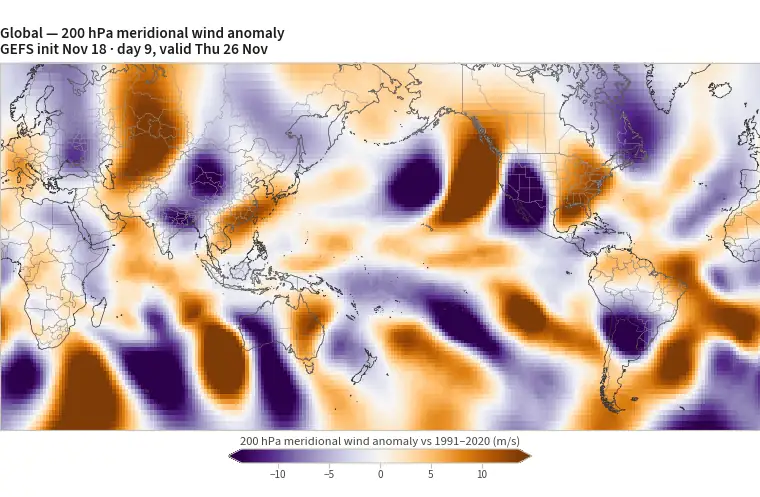 Global — 200 hPa meridional wind anomaly
GEFS init Nov 18 · day 9, valid Thu 26 Nov
200 hPa meridional wind anomaly vs 1991–2020 (m/s)
−10 −5 0 5 10